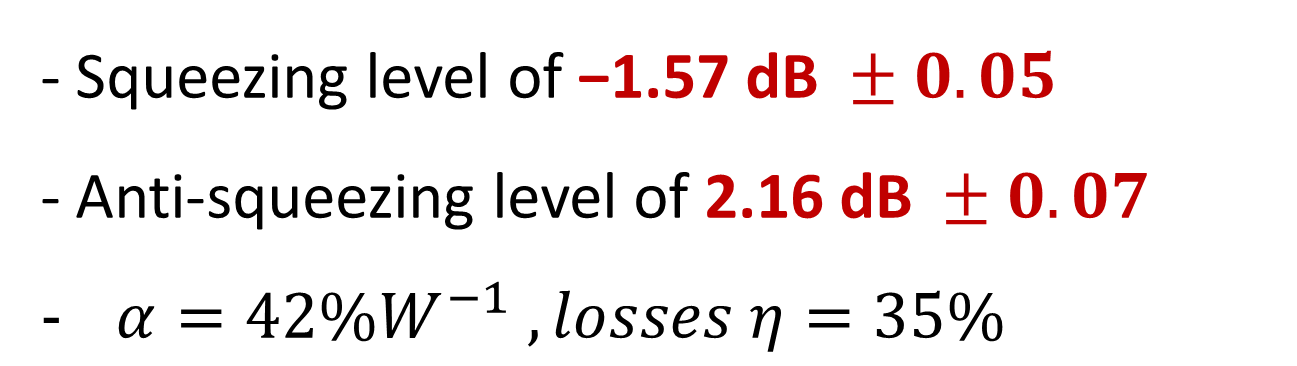 - Squeezing level of –1.57 dB ± 0.05
- Anti-squeezing level of 2.16 dB ± 0.07
- α = 42%W⁻¹ , losses η = 35%